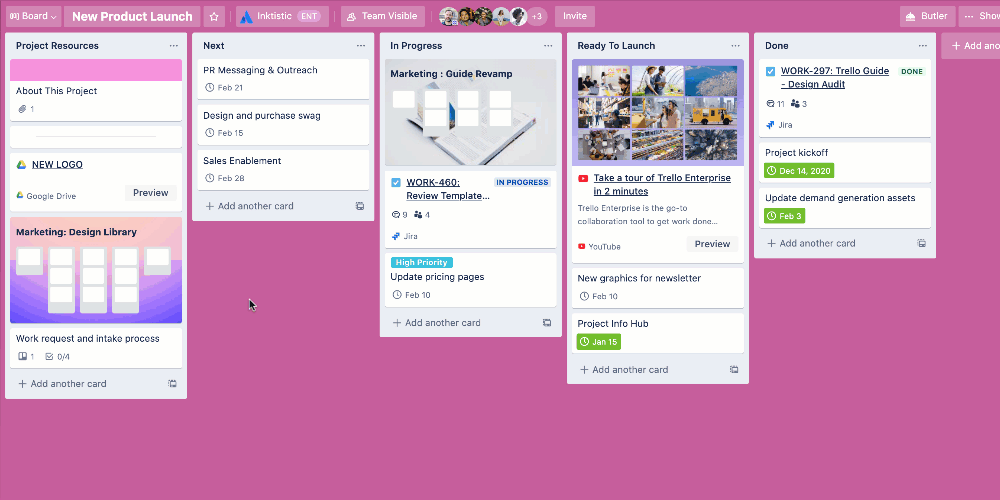 Board
New Product Launch
Inktistic ENT
Team Visible
+3
Invite
Butler
Show
Project Resources
About This Project
1
NEW LOGO
Google Drive
Preview
Marketing: Design Library
Work request and intake process
1 0/4
+ Add another card
Next
PR Messaging & Outreach
Feb 21
Design and purchase swag
Feb 15
Sales Enablement
Feb 28
+ Add another card
In Progress
Marketing : Guide Revamp
WORK-460:
Review Template...
IN PROGRESS
9 4
Jira
High Priority
Update pricing pages
Feb 10
+ Add another card
Ready To Launch
Take a tour of Trello Enterprise
in 2 minutes
Trello Enterprise is the go-to
collaboration tool to get work done...
YouTube
Preview
New graphics for newsletter
Feb 10
Project Info Hub
Jan 15
+ Add another card
Done
WORK-297: Trello Guide
- Design Audit
DONE
11 3
Jira
Project kickoff
Dec 14, 2020
Update demand generation assets
Feb 3
+ Add another card
+ Add anoth